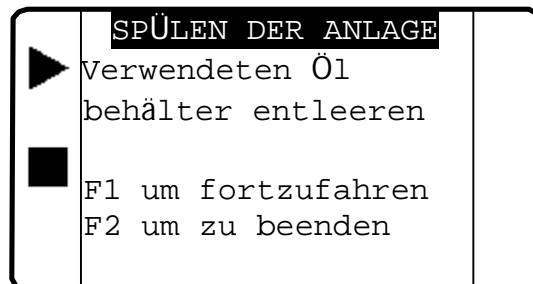 SPÜLEN DER ANLAGE
Verwendeten Öl
behälter entleeren
F1 um fortzufahren
F2 um zu beenden